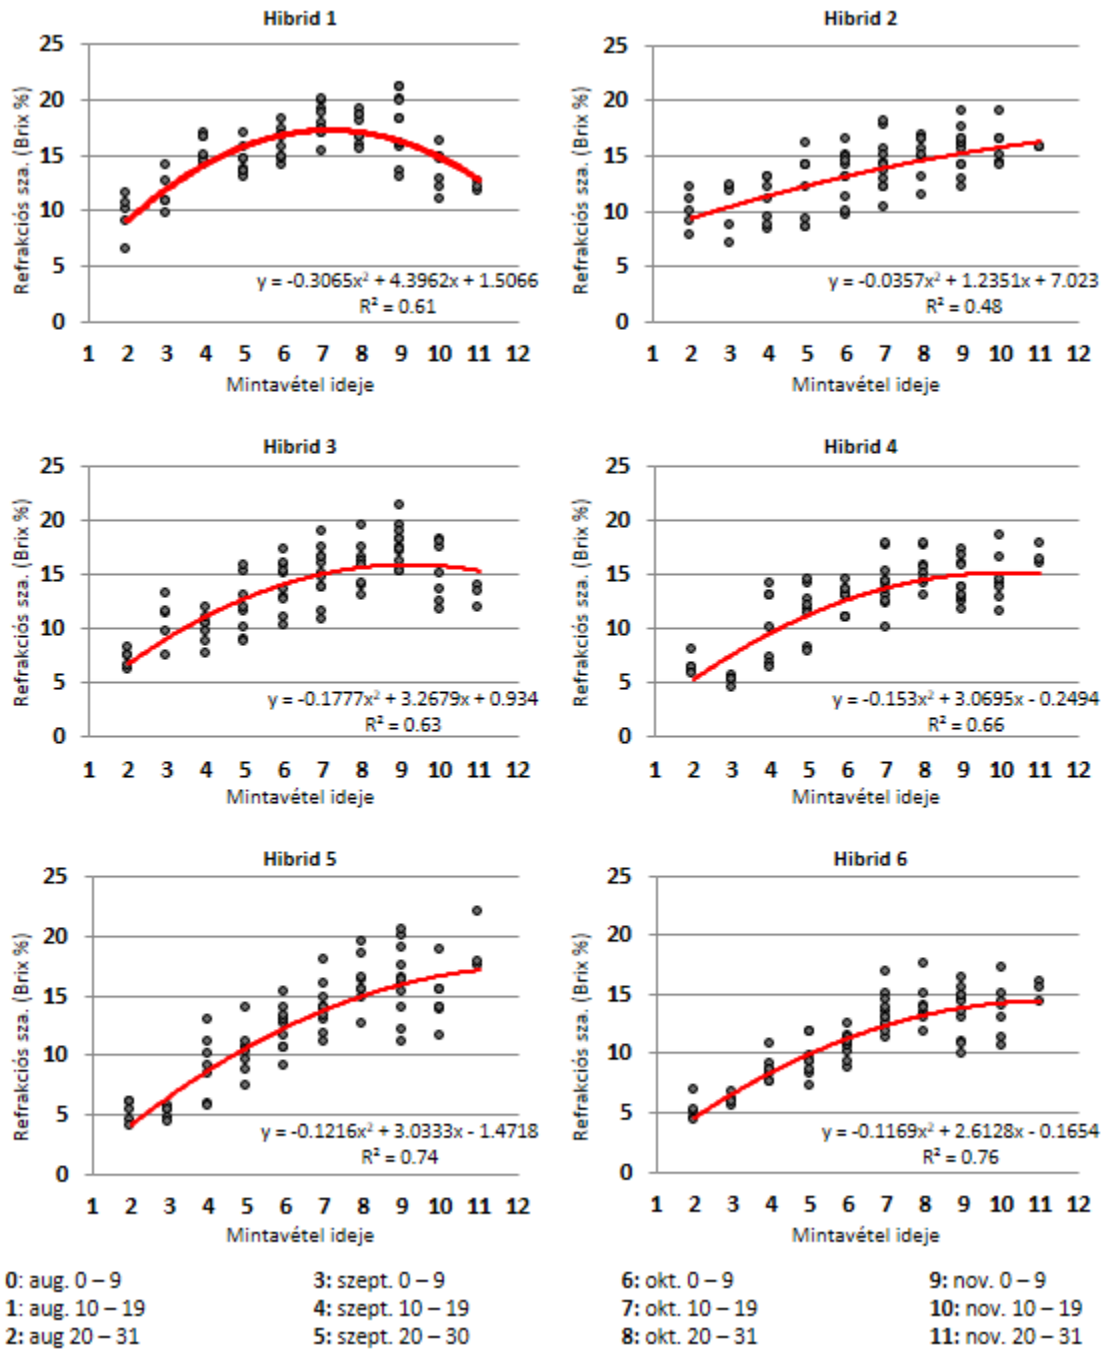 Hibrid 1
Refrakciós sza. (Brix %)
25
20
15
10
5
0
y = -0.3065x² + 4.3962x + 1.5066
R² = 0.61
1 2 3 4 5 6 7 8 9 10 11 12
Mintavétel ideje
Hibrid 2
Refrakciós sza. (Brix %)
25
20
15
10
5
0
y = -0.0357x² + 1.2351x + 7.023
R² = 0.48
1 2 3 4 5 6 7 8 9 10 11 12
Mintavétel ideje
Hibrid 3
Refrakciós sza. (Brix %)
25
20
15
10
5
0
y = -0.1777x² + 3.2679x + 0.934
R² = 0.63
1 2 3 4 5 6 7 8 9 10 11 12
Mintavétel ideje
Hibrid 4
Refrakciós sza. (Brix %)
25
20
15
10
5
0
y = -0.153x² + 3.0695x - 0.2494
R² = 0.66
1 2 3 4 5 6 7 8 9 10 11 12
Mintavétel ideje
Hibrid 5
Refrakciós sza. (Brix %)
25
20
15
10
5
0
y = -0.1216x² + 3.0333x - 1.4718
R² = 0.74
1 2 3 4 5 6 7 8 9 10 11 12
Mintavétel ideje
Hibrid 6
Refrakciós sza. (Brix %)
25
20
15
10
5
0
y = -0.1169x² + 2.6128x - 0.1654
R² = 0.76
1 2 3 4 5 6 7 8 9 10 11 12
Mintavétel ideje
0: aug. 0 – 9
1: aug. 10 – 19
2: aug 20 – 31
3: szept. 0 – 9
4: szept. 10 – 19
5: szept. 20 – 30
6: okt. 0 – 9
7: okt. 10 – 19
8: okt. 20 – 31
9: nov. 0 – 9
10: nov. 10 – 19
11: nov. 20 – 31